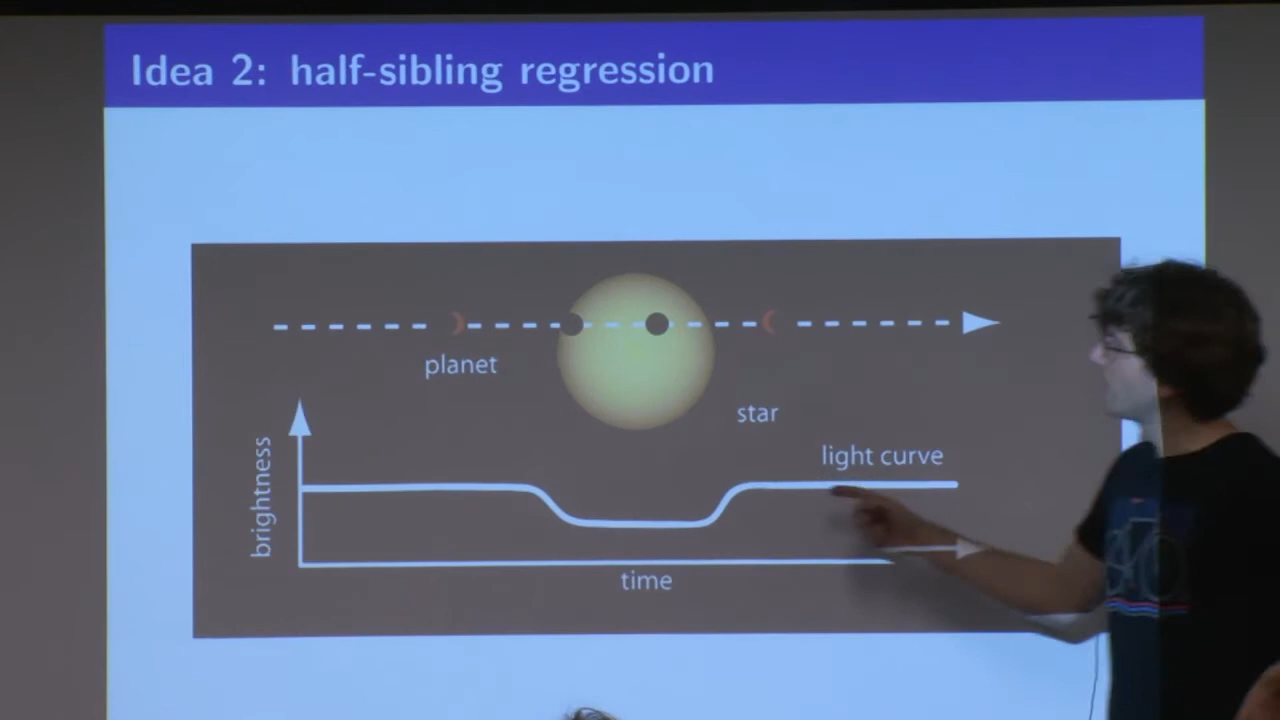 Idea 2: half-sibling regression
planet
star
light curve
brightness
time